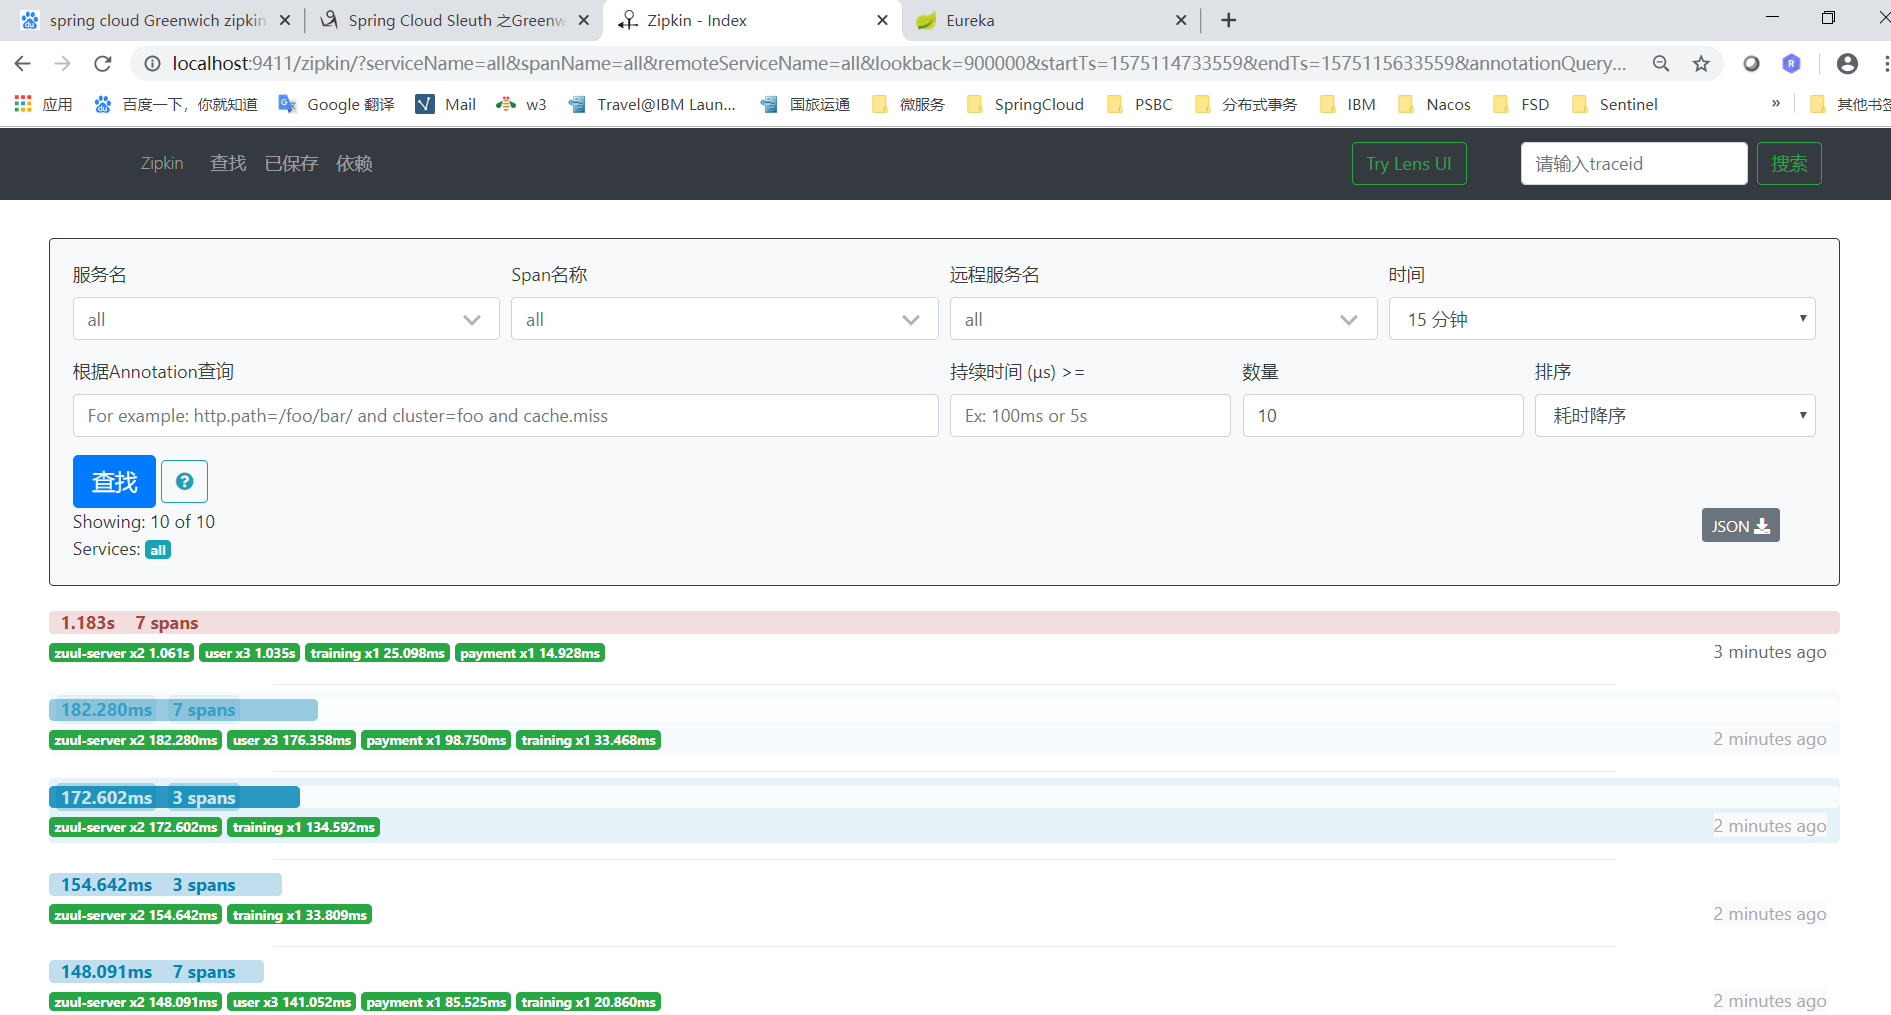 spring cloud Greenwich zipkin
Spring Cloud Sleuth 之Greenw
Zipkin - Index
Eureka
localhost:9411/zipkin/?serviceName=all&spanName=all&remoteServiceName=all&lookback=900000&startTs=1575114733559&endTs=1575115633559&annotationQuery...
应用 百度一下，你就知道 Google 翻译 Mail w3 Travel@IBM Laun... 国旅运通 微服务 SpringCloud PSBC 分布式事务 IBM Nacos FSD Sentinel » 其他书签
Zipkin 查找 已保存 依赖 Try Lens UI 请输入traceid 搜索
服务名 Span名称 远程服务名 时间
all all all 15 分钟
根据Annotation查询 持续时间 (μs) >= 数量 排序
For example: http.path=/foo/bar/ and cluster=foo and cache.miss Ex: 100ms or 5s 10 耗时降序
查找 ?
Showing: 10 of 10
Services: all JSON
1.183s 7 spans
zuul-server x2 1.061s user x3 1.035s training x1 25.098ms payment x1 14.928ms 3 minutes ago
182.280ms 7 spans
zuul-server x2 182.280ms user x3 176.358ms payment x1 98.750ms training x1 33.468ms 2 minutes ago
172.602ms 3 spans
zuul-server x2 172.602ms training x1 134.592ms 2 minutes ago
154.642ms 3 spans
zuul-server x2 154.642ms training x1 33.809ms 2 minutes ago
148.091ms 7 spans
zuul-server x2 148.091ms user x3 141.052ms payment x1 85.525ms training x1 20.860ms 2 minutes ago